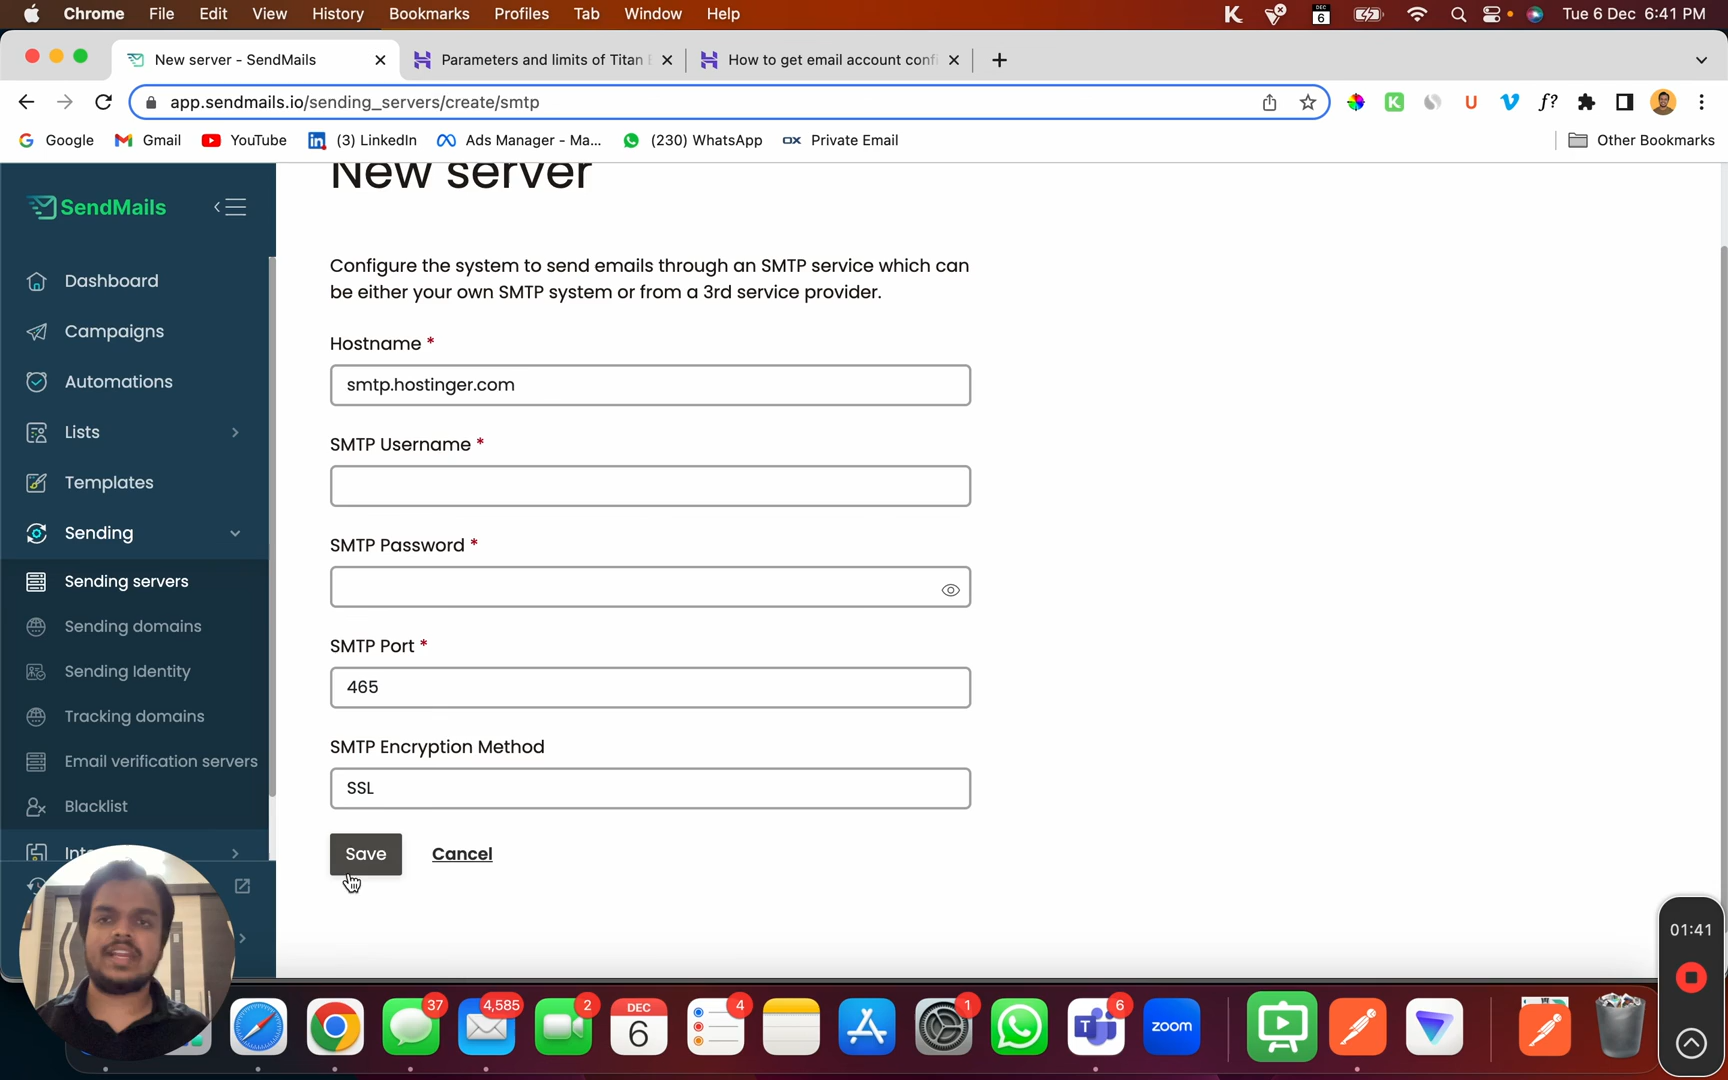 Chrome File Edit View History Bookmarks Profiles Tab Window Help DEC 6 Tue 6 Dec 6:41 PM
New server - SendMails Parameters and limits of Titan How to get email account conf
app.sendmails.io/sending_servers/create/smtp
Google Gmail YouTube (3) LinkedIn Ads Manager - Ma... (230) WhatsApp OX Private Email Other Bookmarks
New server
SendMails
Configure the system to send emails through an SMTP service which can
be either your own SMTP system or from a 3rd service provider.
Dashboard
Campaigns
Automations
Lists
Templates
Sending
Sending servers
Sending domains
Sending Identity
Tracking domains
Email verification servers
Blacklist
Hostname *
smtp.hostinger.com
SMTP Username *
SMTP Password *
SMTP Port *
465
SMTP Encryption Method
SSL
Save Cancel
01:41
37 4,585 2 DEC 6 4 1 6 zoom